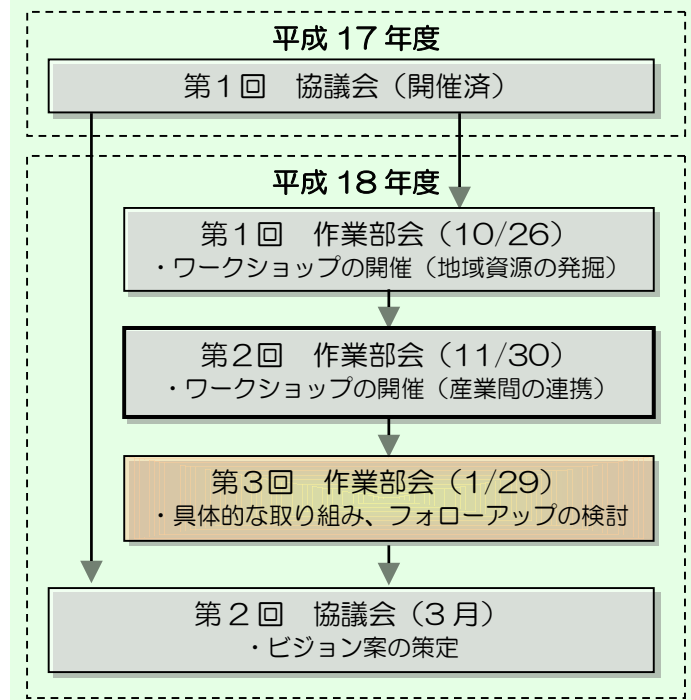 平成 17 年度
第1回　協議会（開催済）
平成 18 年度
第1回　作業部会（10/26）
・ワークショップの開催（地域資源の発掘）
第2回　作業部会（11/30）
・ワークショップの開催（産業間の連携）
第3回　作業部会（1/29）
・具体的な取り組み、フォローアップの検討
第２回　協議会（３月）
・ビジョン案の策定